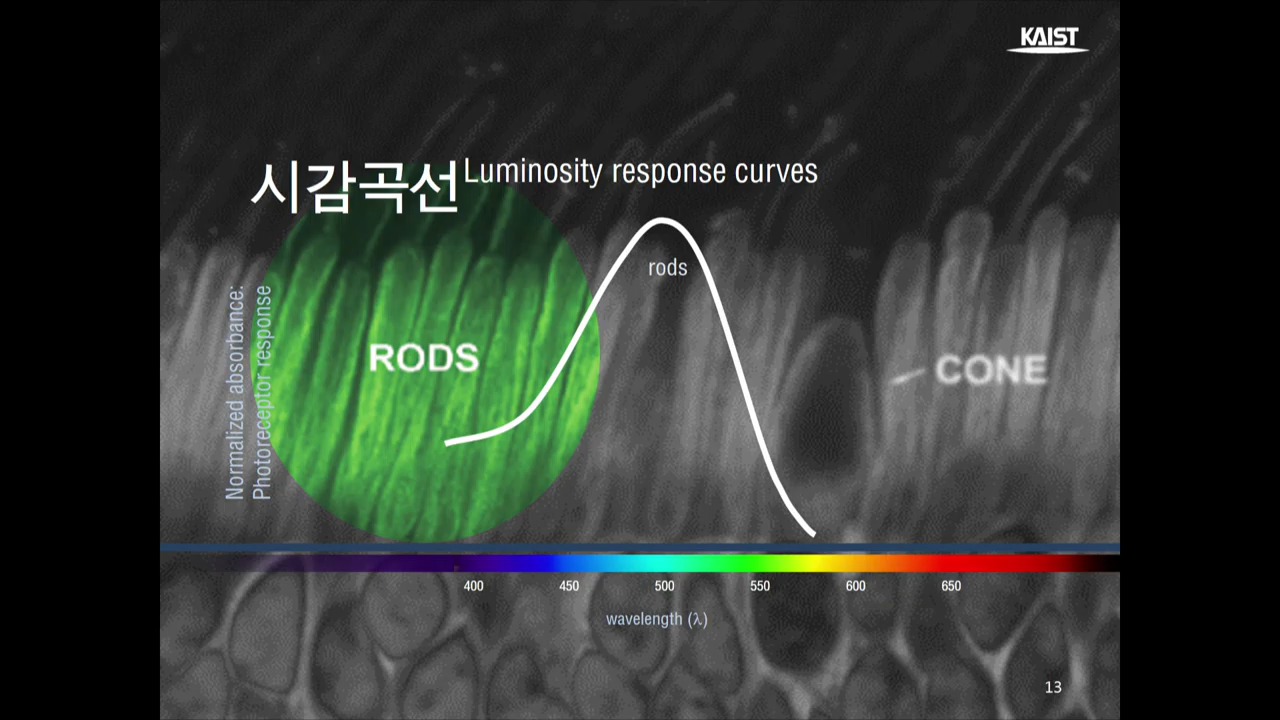 KAIST
시감곡선 Luminosity response curves
rods
Normalized absorbance:
Photoreceptor response
RODS
CONE
400 450 500 550 600 650
wavelength (λ)
13